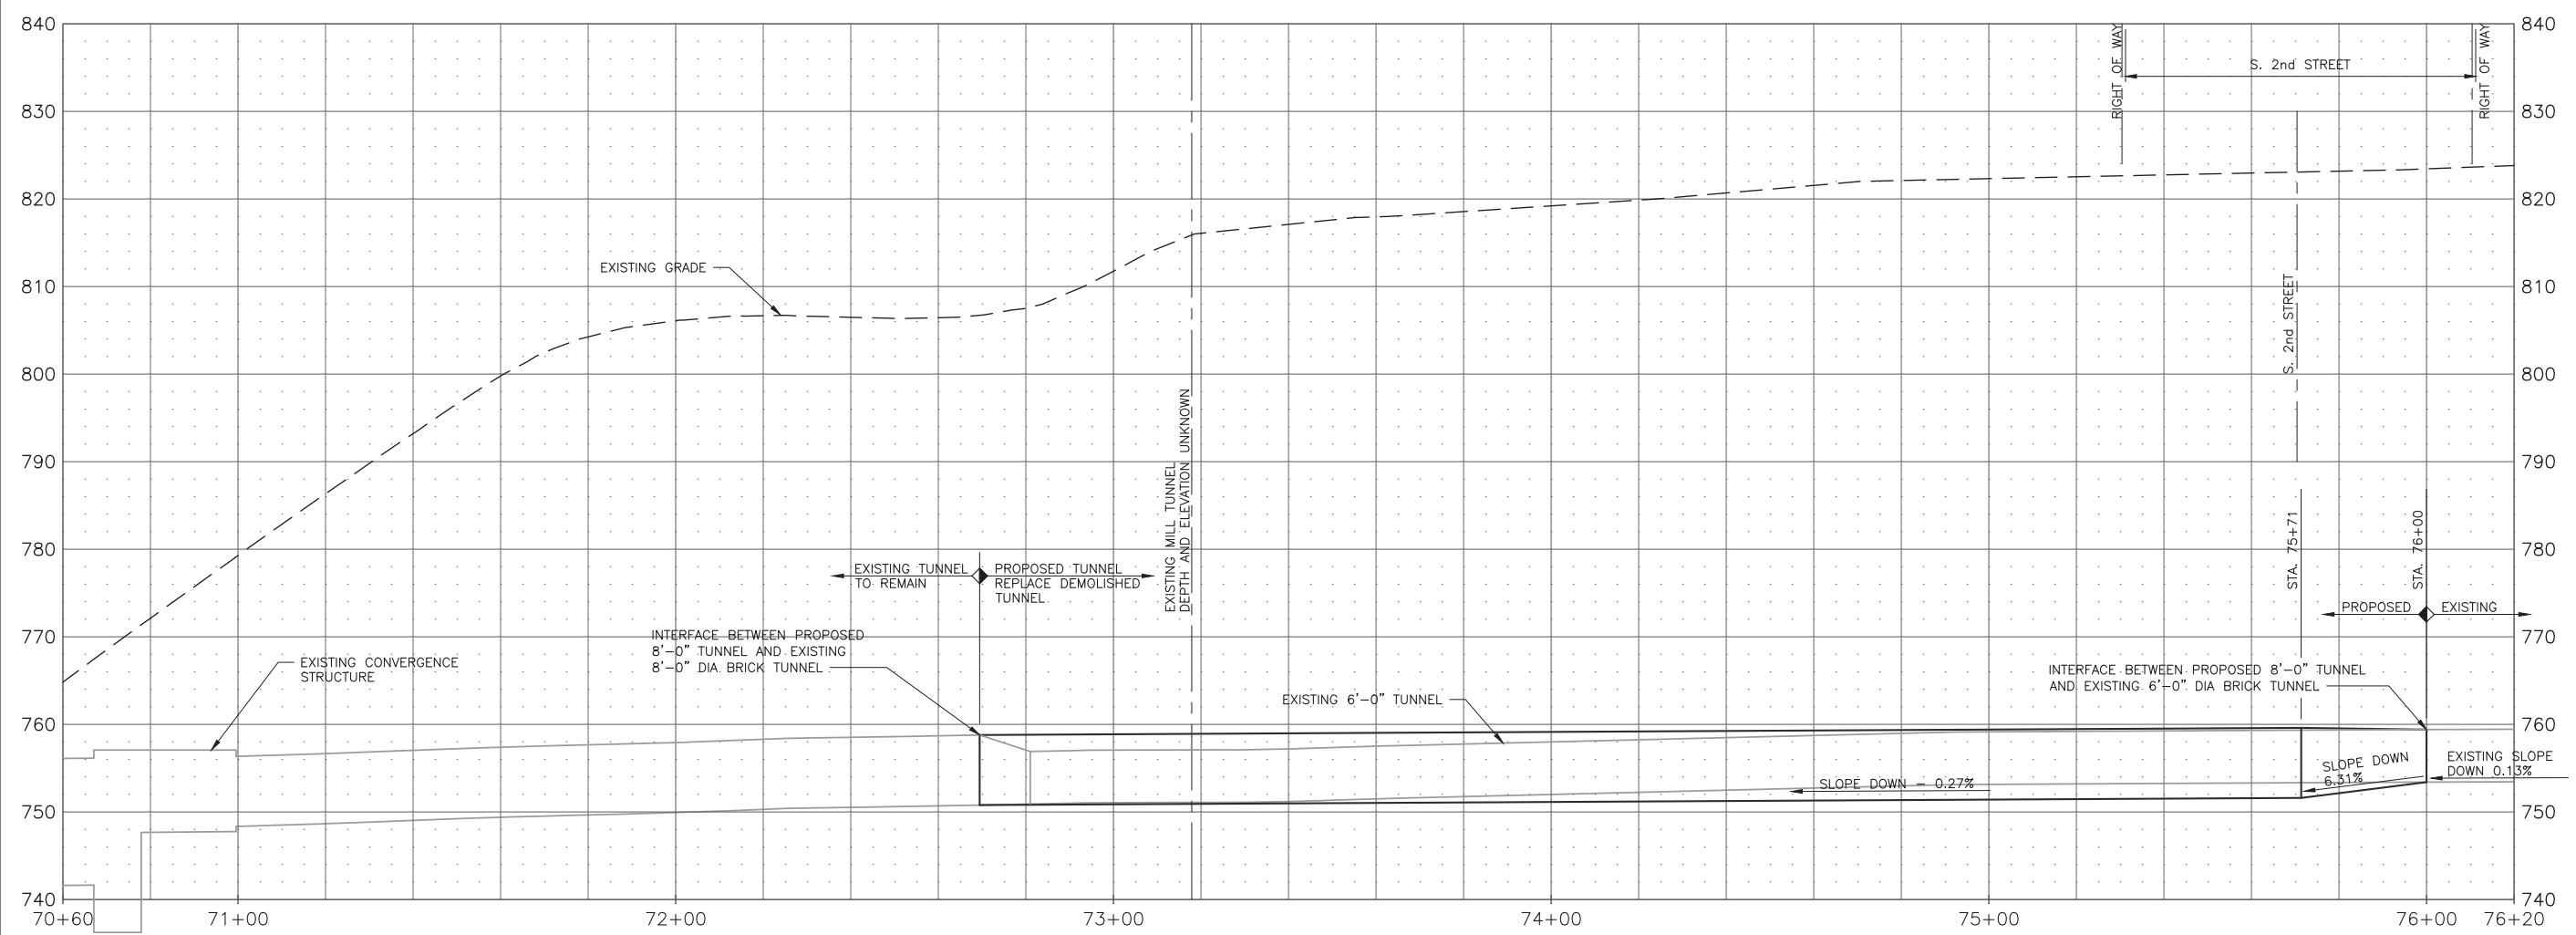 840
830
820
810
800
790
780
770
760
750
740
840
830
820
810
800
790
780
770
760
750
740
70+60
71+00
72+00
73+00
74+00
75+00
76+00
76+20
RIGHT OF WAY
S. 2nd STREET
RIGHT OF WAY
EXISTING GRADE
S. 2nd STREET
EXISTING MILL TUNNEL
DEPTH AND ELEVATION UNKNOWN
EXISTING TUNNEL
TO REMAIN
PROPOSED TUNNEL
REPLACE DEMOLISHED
TUNNEL
STA. 75+71
STA. 76+00
PROPOSED
EXISTING
INTERFACE BETWEEN PROPOSED
8'-0" TUNNEL AND EXISTING
8'-0" DIA BRICK TUNNEL
EXISTING CONVERGENCE
STRUCTURE
EXISTING 6'-0" TUNNEL
INTERFACE BETWEEN PROPOSED 8'-0" TUNNEL
AND EXISTING 6'-0" DIA BRICK TUNNEL
SLOPE DOWN - 0.27%
SLOPE DOWN
6.31%
EXISTING SLOPE
DOWN 0.13%